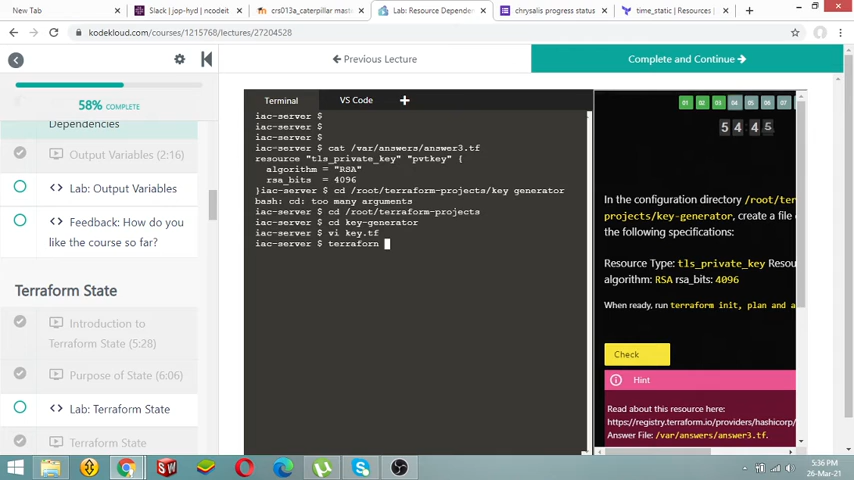 New Tab
Slack | jop-hyd | ncodeit
crs013a_caterpillar mast
Lab: Resource Depende
chrysalis progress status
time_static | Resources |
kodekloud.com/courses/1215768/lectures/27204528
Previous Lecture
Complete and Continue
58% COMPLETE
Dependencies
Output Variables (2:16)
Lab: Output Variables
Feedback: How do you
like the course so far?
Terraform State
Introduction to
Terraform State (5:28)
Purpose of State (6:06)
Lab: Terraform State
Terraform State
Terminal
VS Code
iac-server $
iac-server $
iac-server $
iac-server $ cat /var/answers/answer3.tf
resource "tls_private_key" "pvtkey" {
algorithm = "RSA"
rsa_bits = 4096
}iac-server $ cd /root/terraform-projects/key generator
bash: cd: too many arguments
iac-server $ cd /root/terraform-projects
iac-server $ cd key-generator
iac-server $ vi key.tf
iac-server $ terraforn
01 02 03 04 05 06 07
54:45
In the configuration directory /root/ter
projects/key-generator, create a file c
the following specifications:
Resource Type: tls_private_key Resou
algorithm: RSA rsa_bits: 4096
When ready, run terraform init, plan and a
Check
Hint
Read about this resource here:
https://registry.terraform.io/providers/hashicorp/
Answer File: /var/answers/answer3.tf.
5:36 PM
26-Mar-21